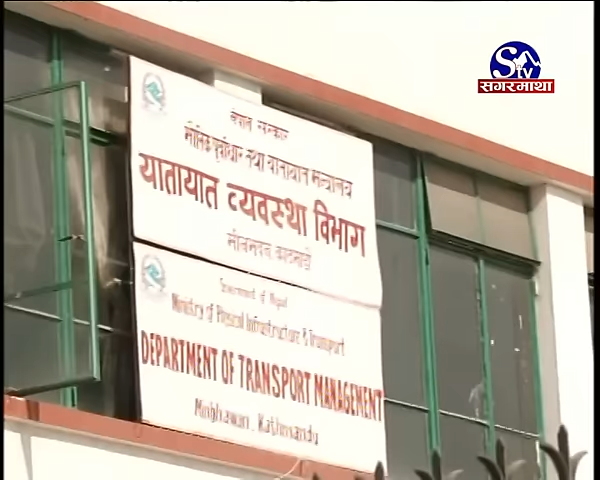 STV
सगरमाथा
नेपाल सरकार
भौतिक पूर्वाधार तथा यातायात मन्त्रालय
यातायात व्यवस्था विभाग
मीनभवन, काठमाडौं
Government of Nepal
Ministry of Physical Infrastructure & Transport
DEPARTMENT OF TRANSPORT MANAGEMENT
Minbhawan, Kathmandu